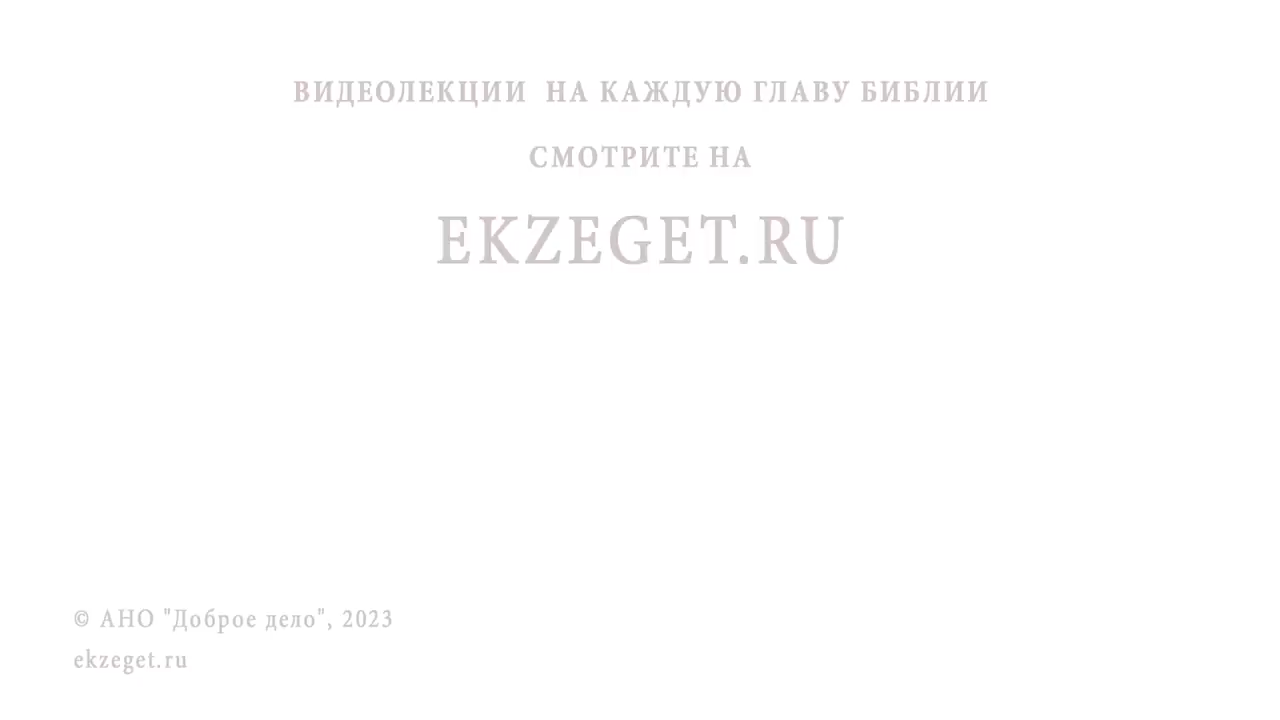 ВИДЕОЛЕКЦИИ НА КАЖДУЮ ГЛАВУ БИБЛИИ
СМОТРИТЕ НА
EKZEGET.RU
© АНО "Доброе дело", 2023
ekzeget.ru